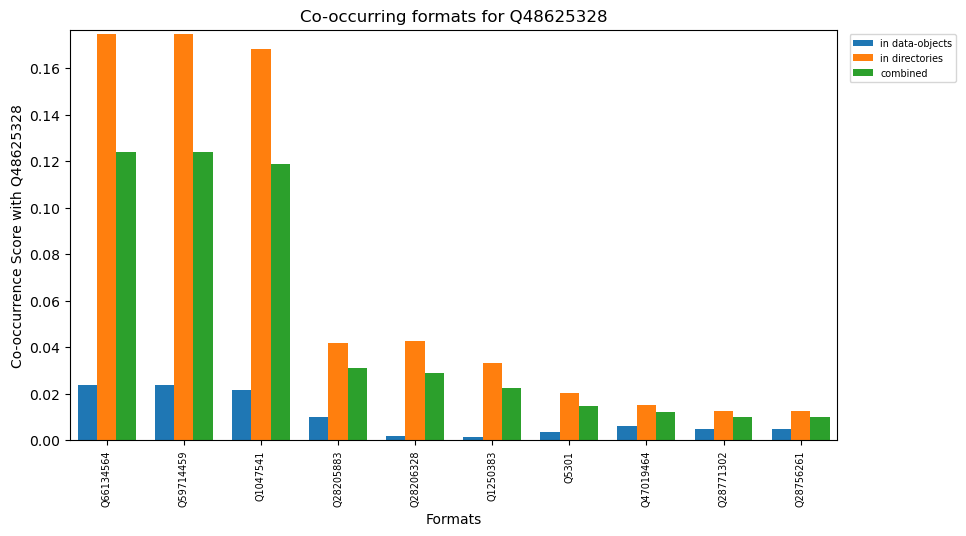 Co-occurring formats for Q48625328
in data-objects
in directories
combined
Co-occurrence Score with Q48625328
0.16
0.14
0.12
0.10
0.08
0.06
0.04
0.02
0.00
Q66134564
Q59714459
Q1047541
Q28205883
Q28206328
Q1250383
Q5301
Q47019464
Q28771302
Q28756261
Formats